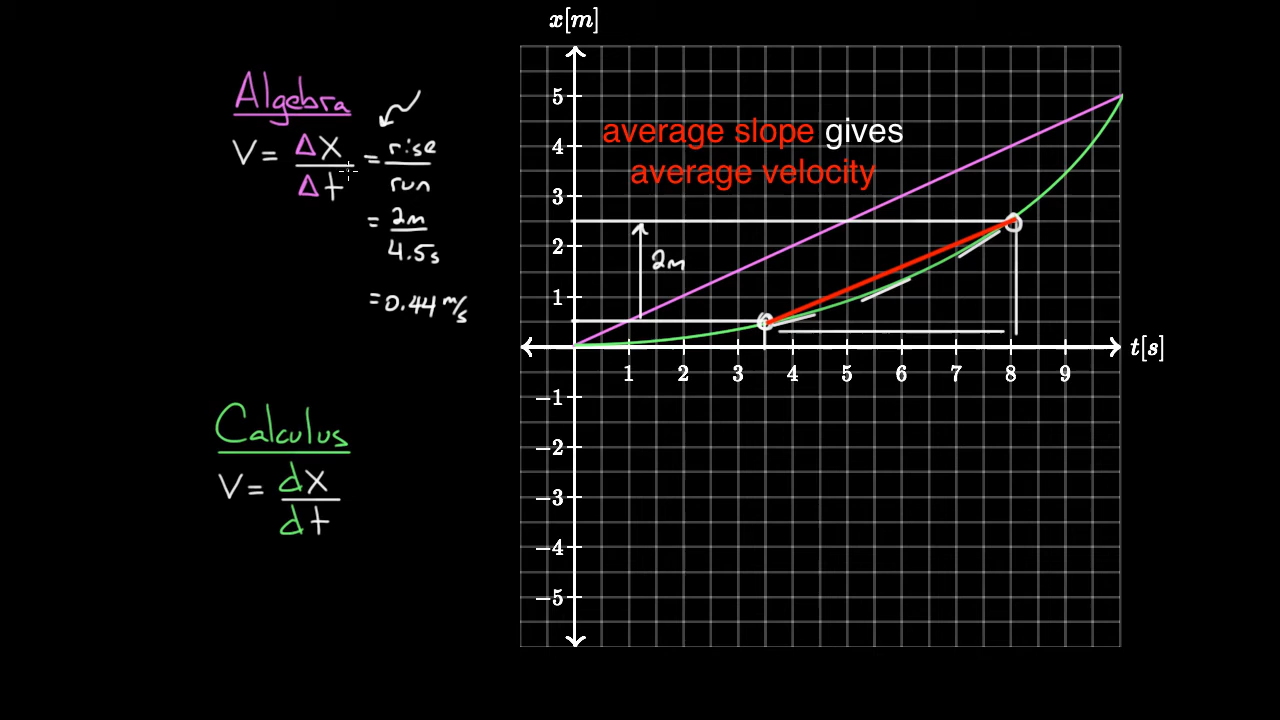 x[m]
Algebra
V = Δx / Δt = rise / run
= 2m / 4.5s
= 0.44 m/s
Calculus
V = dx / dt
average slope gives
average velocity
2m
5
4
3
2
1
−1
−2
−3
−4
−5
1 2 3 4 5 6 7 8 9
t[s]